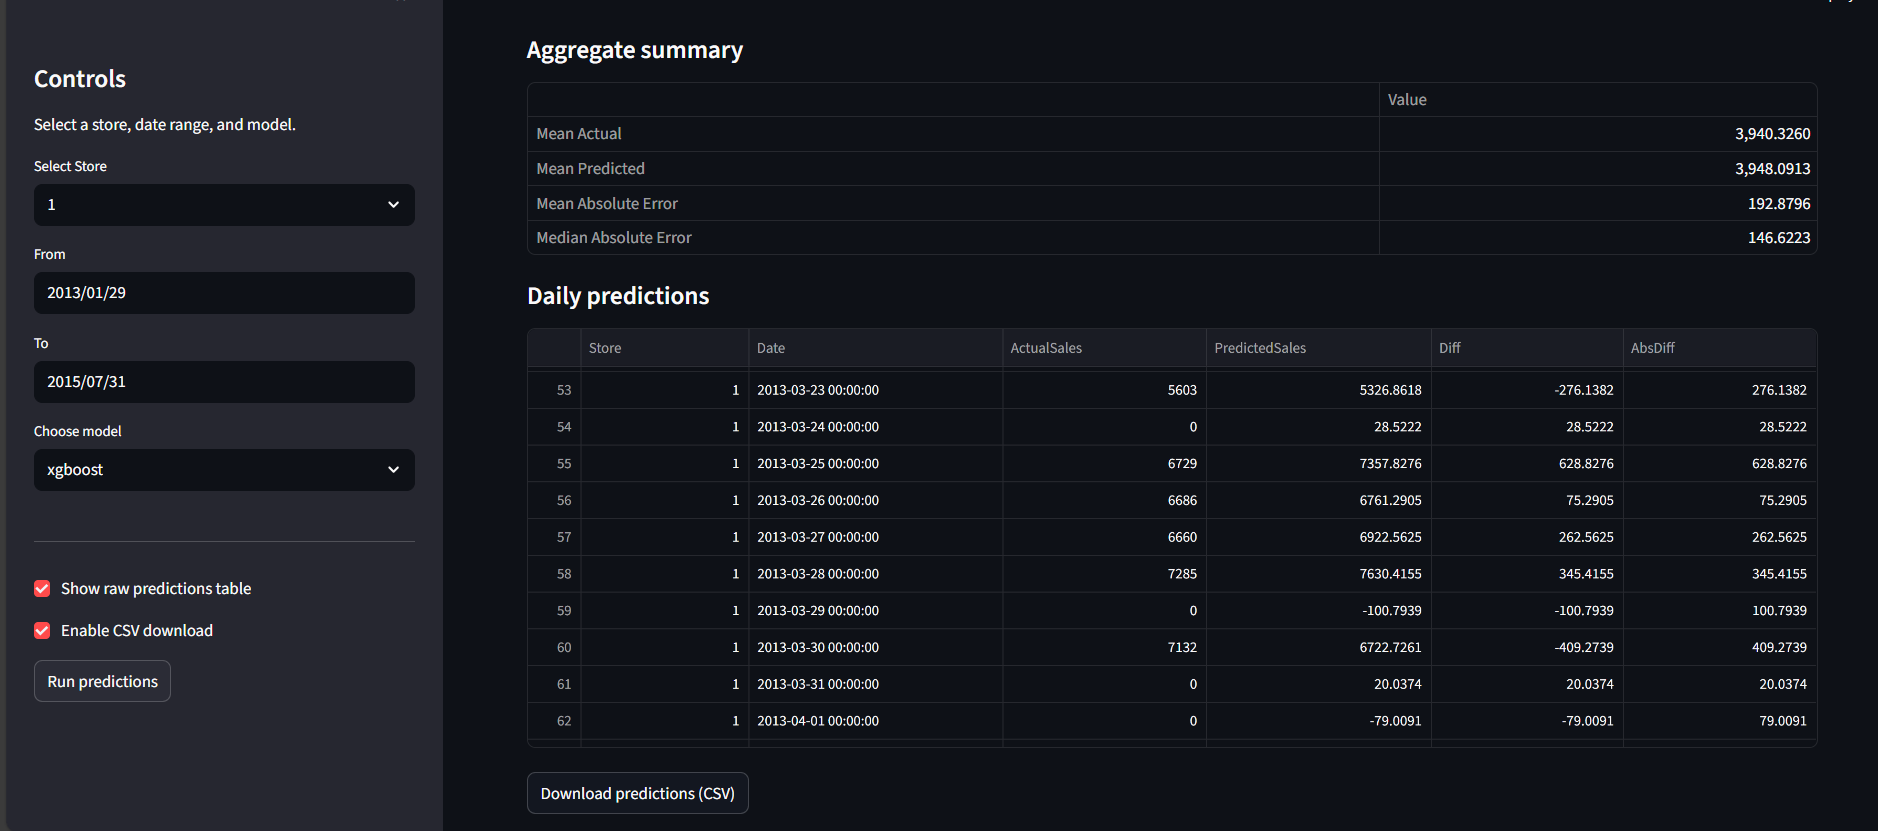 Controls
Select a store, date range, and model.
Select Store
1
From
2013/01/29
To
2015/07/31
Choose model
xgboost
Show raw predictions table
Enable CSV download
Run predictions
Aggregate summary
Value
Mean Actual 3,940.3260
Mean Predicted 3,948.0913
Mean Absolute Error 192.8796
Median Absolute Error 146.6223
Daily predictions
Store Date ActualSales PredictedSales Diff AbsDiff
53 1 2013-03-23 00:00:00 5603 5326.8618 -276.1382 276.1382
54 1 2013-03-24 00:00:00 0 28.5222 28.5222 28.5222
55 1 2013-03-25 00:00:00 6729 7357.8276 628.8276 628.8276
56 1 2013-03-26 00:00:00 6686 6761.2905 75.2905 75.2905
57 1 2013-03-27 00:00:00 6660 6922.5625 262.5625 262.5625
58 1 2013-03-28 00:00:00 7285 7630.4155 345.4155 345.4155
59 1 2013-03-29 00:00:00 0 -100.7939 -100.7939 100.7939
60 1 2013-03-30 00:00:00 7132 6722.7261 -409.2739 409.2739
61 1 2013-03-31 00:00:00 0 20.0374 20.0374 20.0374
62 1 2013-04-01 00:00:00 0 -79.0091 -79.0091 79.0091
Download predictions (CSV)